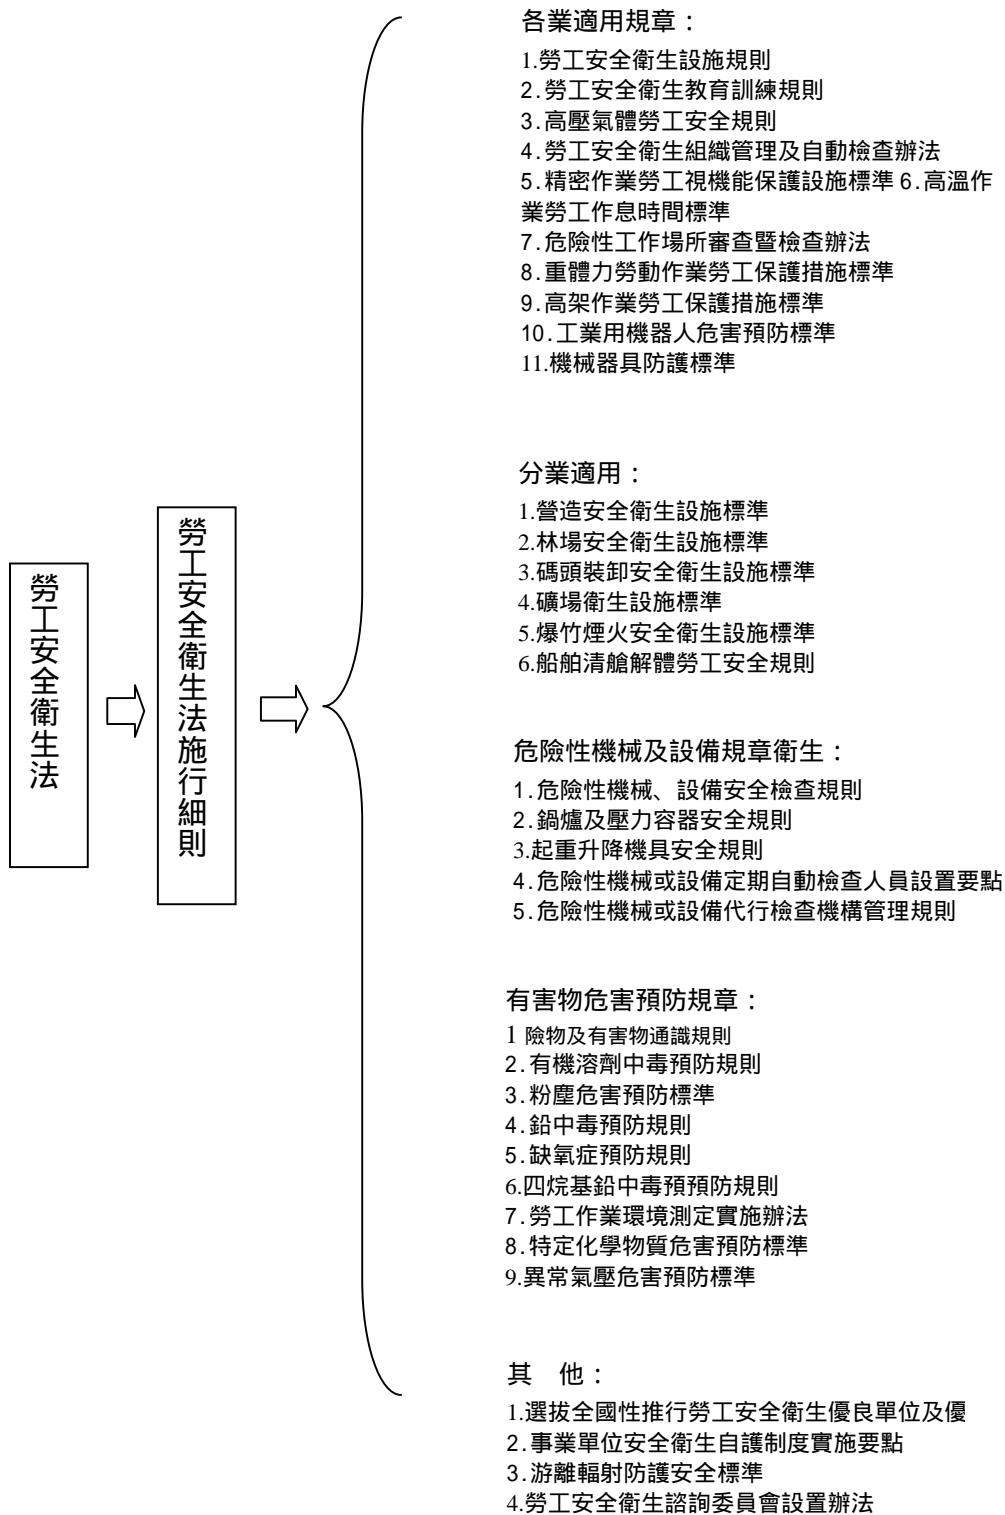 勞工安全衛生法
勞工安全衛生法施行細則
各業適用規章：
1.勞工安全衛生設施規則
2.勞工安全衛生教育訓練規則
3.高壓氣體勞工安全規則
4.勞工安全衛生組織管理及自動檢查辦法
5.精密作業勞工視機能保護設施標準 6.高溫作
業勞工作息時間標準
7.危險性工作場所審查暨檢查辦法
8.重體力勞動作業勞工保護措施標準
9.高架作業勞工保護措施標準
10.工業用機器人危害預防標準
11.機械器具防護標準
分業適用：
1.營造安全衛生設施標準
2.林場安全衛生設施標準
3.碼頭裝卸安全衛生設施標準
4.礦場衛生設施標準
5.爆竹煙火安全衛生設施標準
6.船舶清艙解體勞工安全規則
危險性機械及設備規章衛生：
1.危險性機械、設備安全檢查規則
2.鍋爐及壓力容器安全規則
3.起重升降機具安全規則
4.危險性機械或設備定期自動檢查人員設置要點
5.危險性機械或設備代行檢查機構管理規則
有害物危害預防規章：
1 險物及有害物通識規則
2.有機溶劑中毒預防規則
3.粉塵危害預防標準
4.鉛中毒預防規則
5.缺氧症預防規則
6.四烷基鉛中毒預預防規則
7.勞工作業環境測定實施辦法
8.特定化學物質危害預防標準
9.異常氣壓危害預防標準
其　他：
1.選拔全國性推行勞工安全衛生優良單位及優
2.事業單位安全衛生自護制度實施要點
3.游離輻射防護安全標準
4.勞工安全衛生諮詢委員會設置辦法